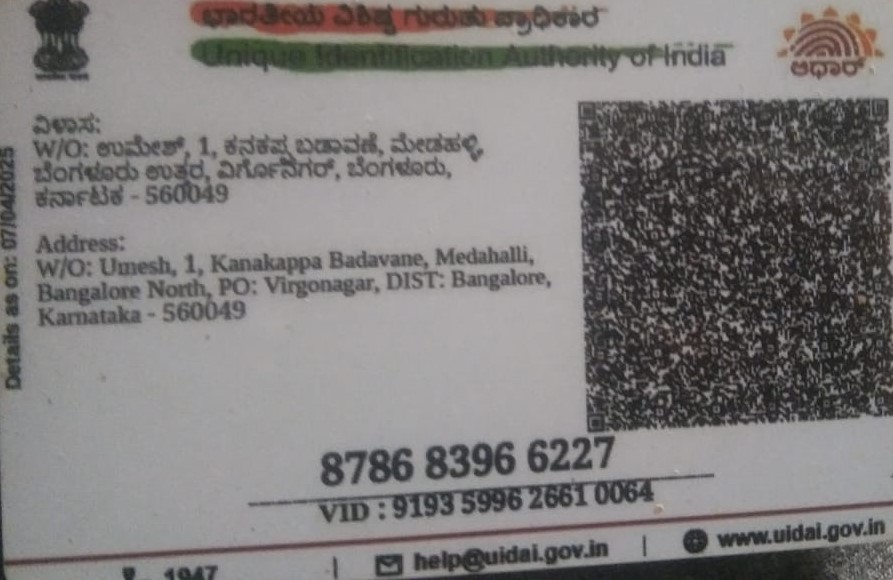 ಭಾರತೀಯ ವಿಶಿಷ್ಟ ಗುರುತು ಪ್ರಾಧಿಕಾರ
Unique Identification Authority of India
ಆಧಾರ್
ವಿಳಾಸ:
W/O: ಉಮೇಶ್, 1, ಕನಕಪ್ಪ ಬಡಾವಣೆ, ಮೇಡಹಳ್ಳಿ,
ಬೆಂಗಳೂರು ಉತ್ತರ, ವಿರ್ಗೊನಗರ್, ಬೆಂಗಳೂರು,
ಕರ್ನಾಟಕ - 560049
Address:
W/O: Umesh, 1, Kanakappa Badavane, Medahalli,
Bangalore North, PO: Virgonagar, DIST: Bangalore,
Karnataka - 560049
Details as on: 07/04/2025
8786 8396 6227
VID : 9193 5996 2661 0064
1947 | help@uidai.gov.in | www.uidai.gov.in